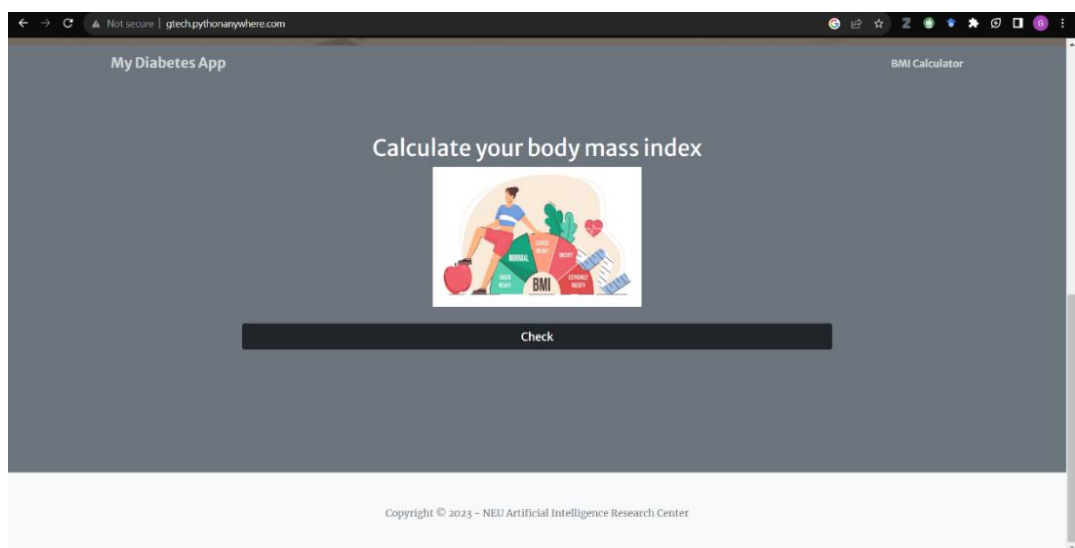 Not secure | gtech.pythonanywhere.com
My Diabetes App
BMI Calculator
Calculate your body mass index
NORMAL
OBESITY
BMI
Check
Copyright © 2023 - NEU Artificial Intelligence Research Center